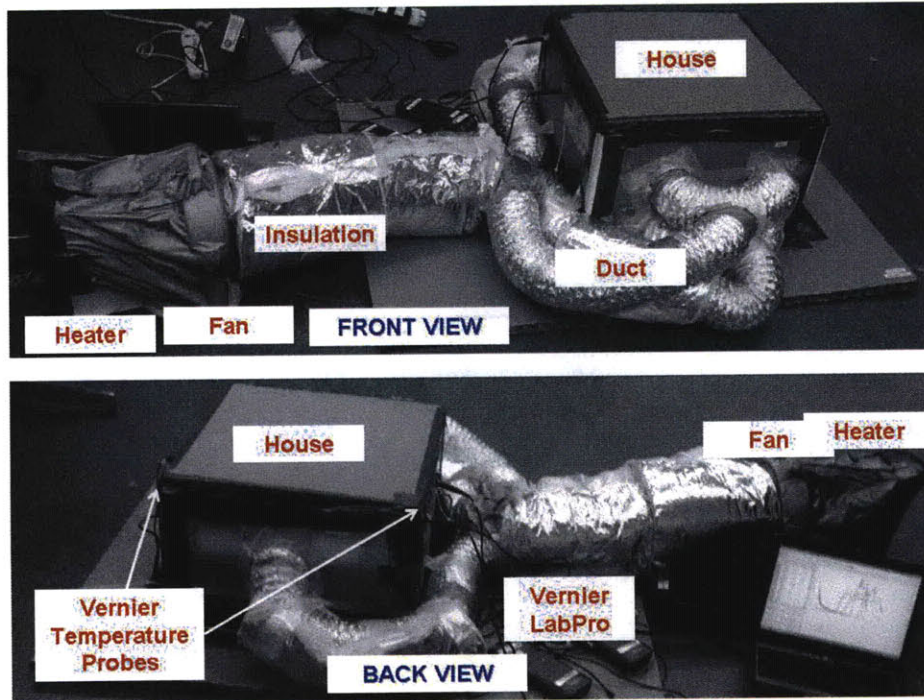 House
Insulation
Duct
Heater
Fan
FRONT VIEW
House
Fan
Heater
Vernier
Temperature
Probes
Vernier
LabPro
BACK VIEW